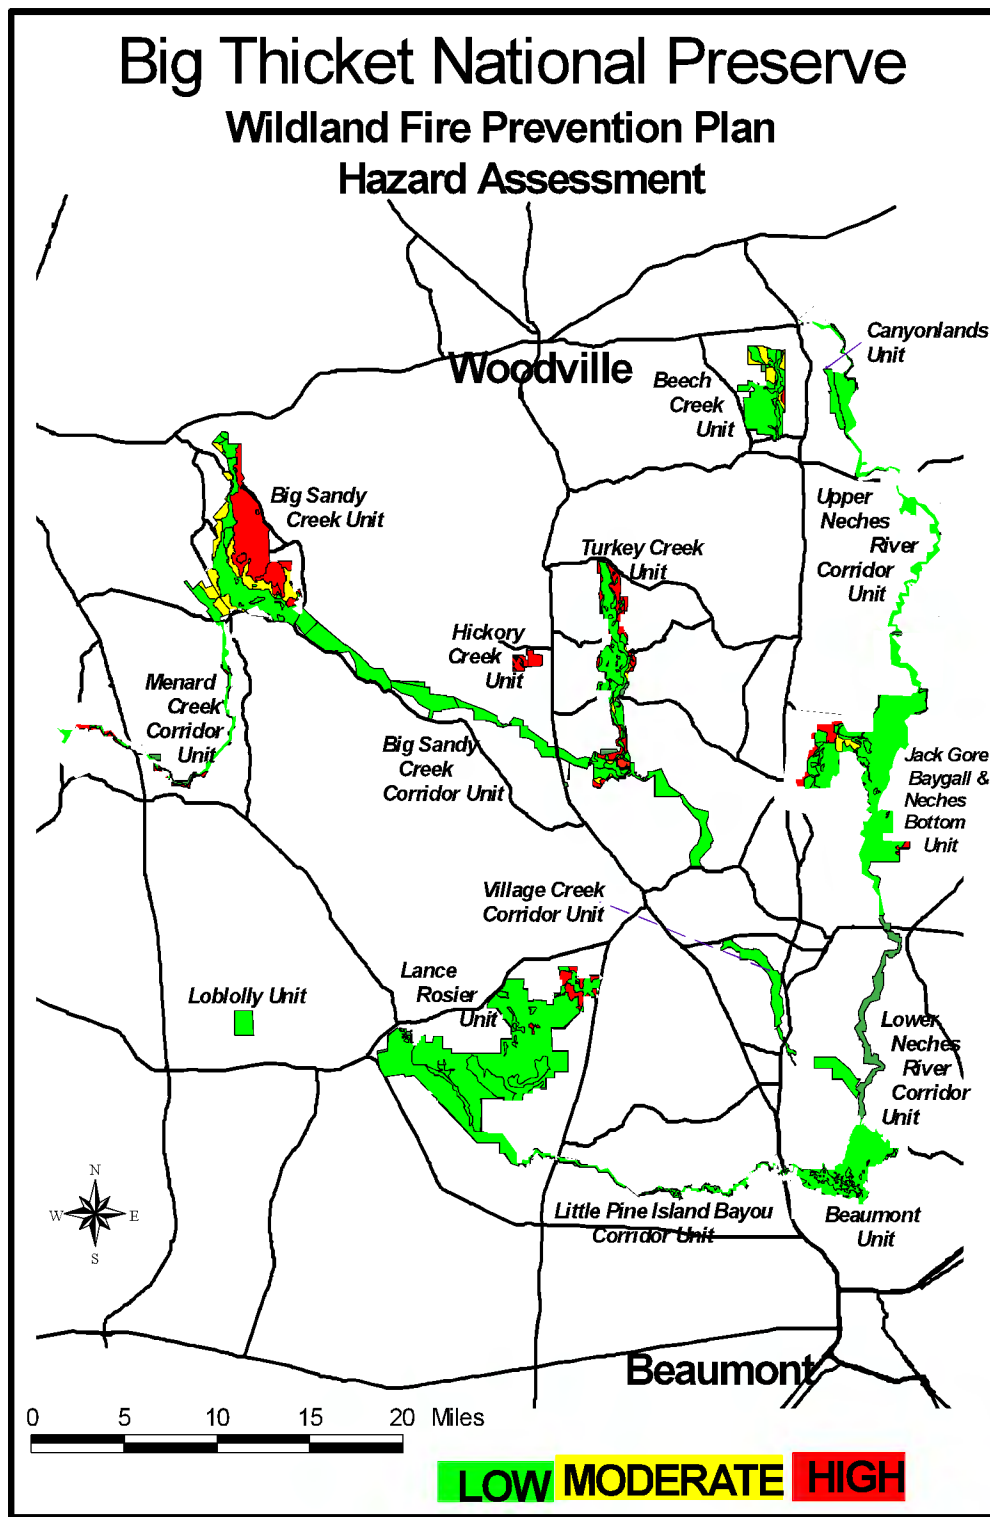 Big Thicket National Preserve
Wildland Fire Prevention Plan
Hazard Assessment
Canyonlands
Unit
Woodville
Beech
Creek
Unit
Big Sandy
Creek Unit
Upper
Neches
River
Corridor
Unit
Turkey Creek
Unit
Hickory
Creek
Unit
Menard
Creek
Corridor
Unit
Big Sandy
Creek
Corridor Unit
Jack Gore
Baygall &
Neches
Bottom
Unit
Village Creek
Corridor Unit
Lance
Rosier
Unit
Loblolly Unit
Lower
Neches
River
Corridor
Unit
N
W E
S
Little Pine Island Bayou
Corridor Unit
Beaumont
Unit
Beaumont
0 5 10 15 20 Miles
LOW MODERATE HIGH